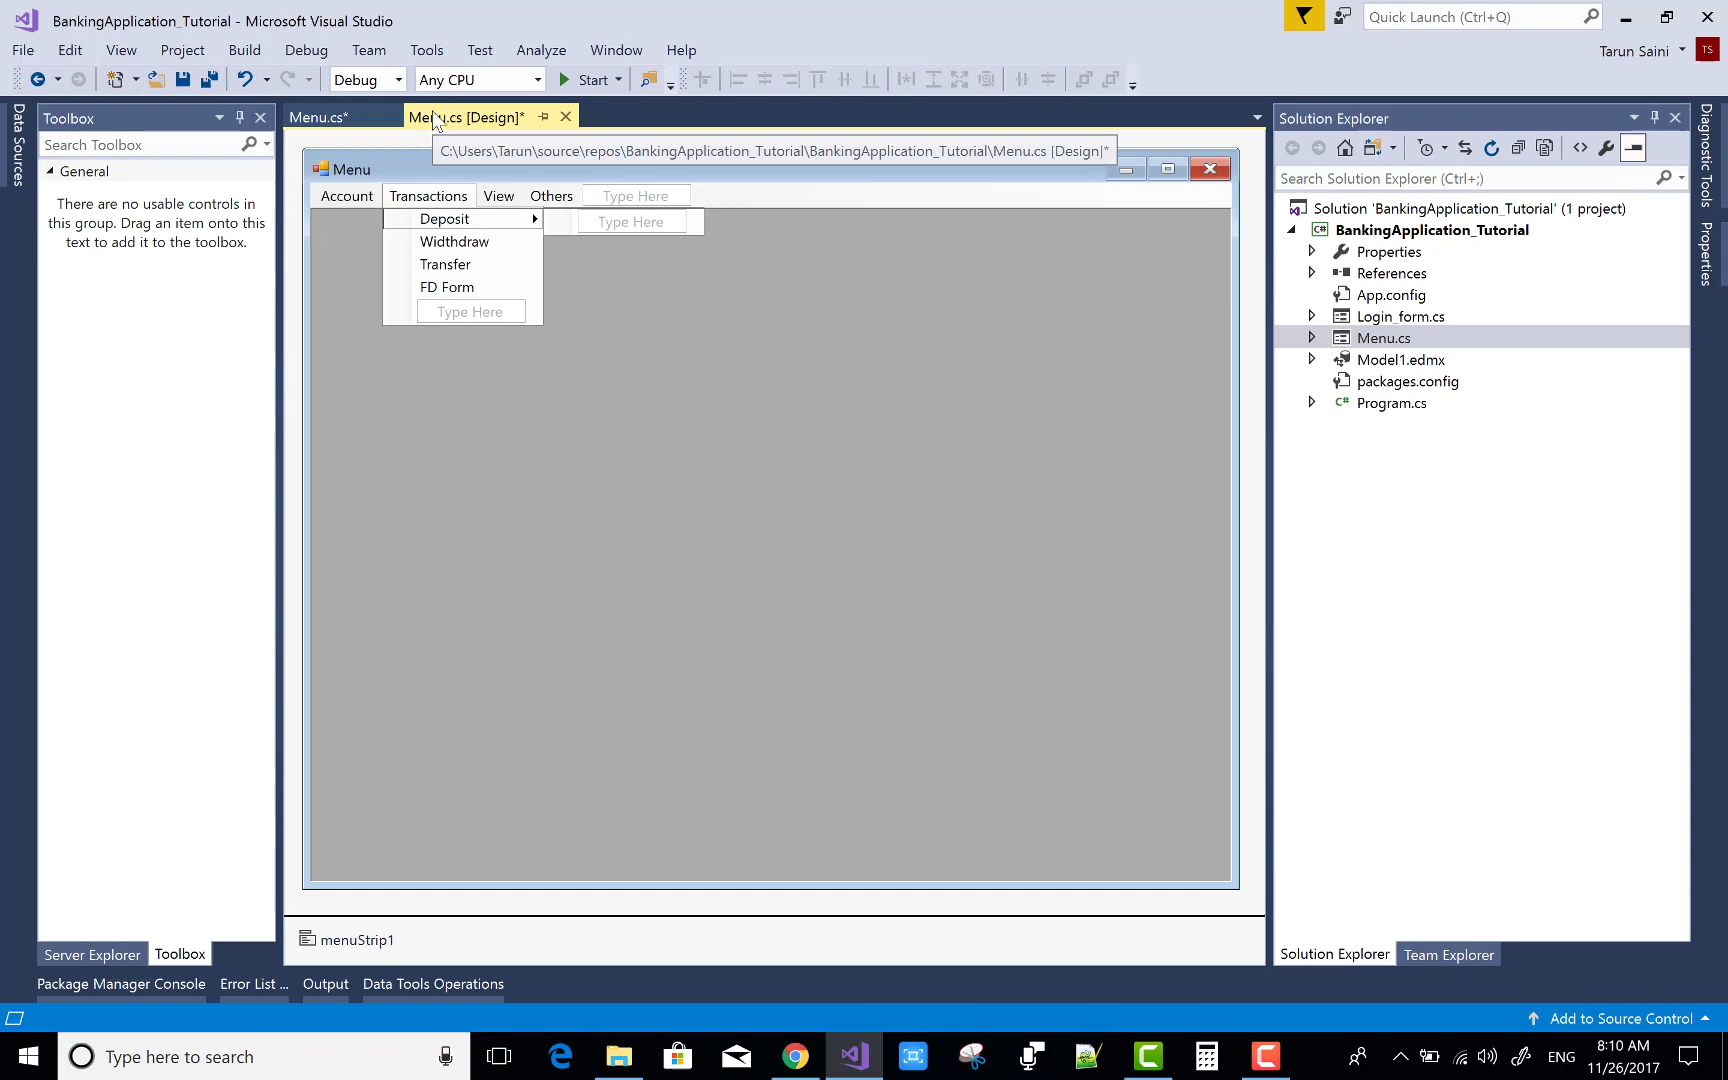 BankingApplication_Tutorial - Microsoft Visual Studio
Quick Launch (Ctrl+Q)
File Edit View Project Build Debug Team Tools Test Analyze Window Help
Tarun Saini
TS
Debug
Any CPU
Start
Data Sources
Toolbox
Search Toolbox
General
There are no usable controls in
this group. Drag an item onto this
text to add it to the toolbox.
Server Explorer
Toolbox
Menu.cs*
Menu.cs [Design]*
C:\Users\Tarun\source\repos\BankingApplication_Tutorial\BankingApplication_Tutorial\Menu.cs [Design]*
Menu
Account Transactions View Others Type Here
Deposit
Type Here
Widthdraw
Transfer
FD Form
Type Here
menuStrip1
Solution Explorer
Search Solution Explorer (Ctrl+;)
Solution 'BankingApplication_Tutorial' (1 project)
BankingApplication_Tutorial
Properties
References
App.config
Login_form.cs
Menu.cs
Model1.edmx
packages.config
Program.cs
Solution Explorer
Team Explorer
Diagnostic Tools
Properties
Package Manager Console
Error List ...
Output
Data Tools Operations
Add to Source Control
Type here to search
ENG
8:10 AM
11/26/2017